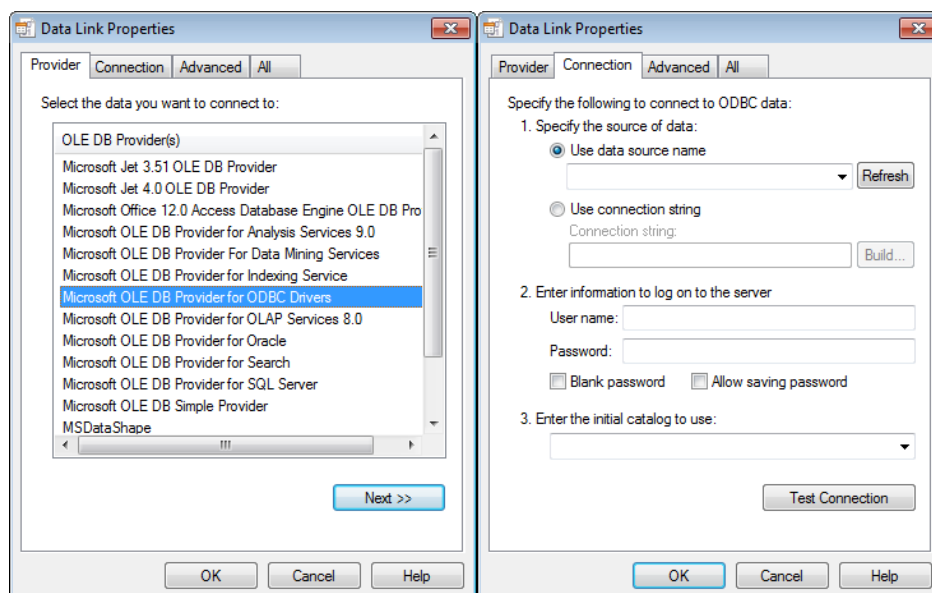 Data Link Properties
Provider Connection Advanced All
Select the data you want to connect to:
OLE DB Provider(s)
Microsoft Jet 3.51 OLE DB Provider
Microsoft Jet 4.0 OLE DB Provider
Microsoft Office 12.0 Access Database Engine OLE DB Pro
Microsoft OLE DB Provider for Analysis Services 9.0
Microsoft OLE DB Provider For Data Mining Services
Microsoft OLE DB Provider for Indexing Service
Microsoft OLE DB Provider for ODBC Drivers
Microsoft OLE DB Provider for OLAP Services 8.0
Microsoft OLE DB Provider for Oracle
Microsoft OLE DB Provider for Search
Microsoft OLE DB Provider for SQL Server
Microsoft OLE DB Simple Provider
MSDataShape
Next >>
OK Cancel Help
Data Link Properties
Provider Connection Advanced All
Specify the following to connect to ODBC data:
1. Specify the source of data:
Use data source name
Refresh
Use connection string
Connection string:
Build...
2. Enter information to log on to the server
User name:
Password:
Blank password Allow saving password
3. Enter the initial catalog to use:
Test Connection
OK Cancel Help